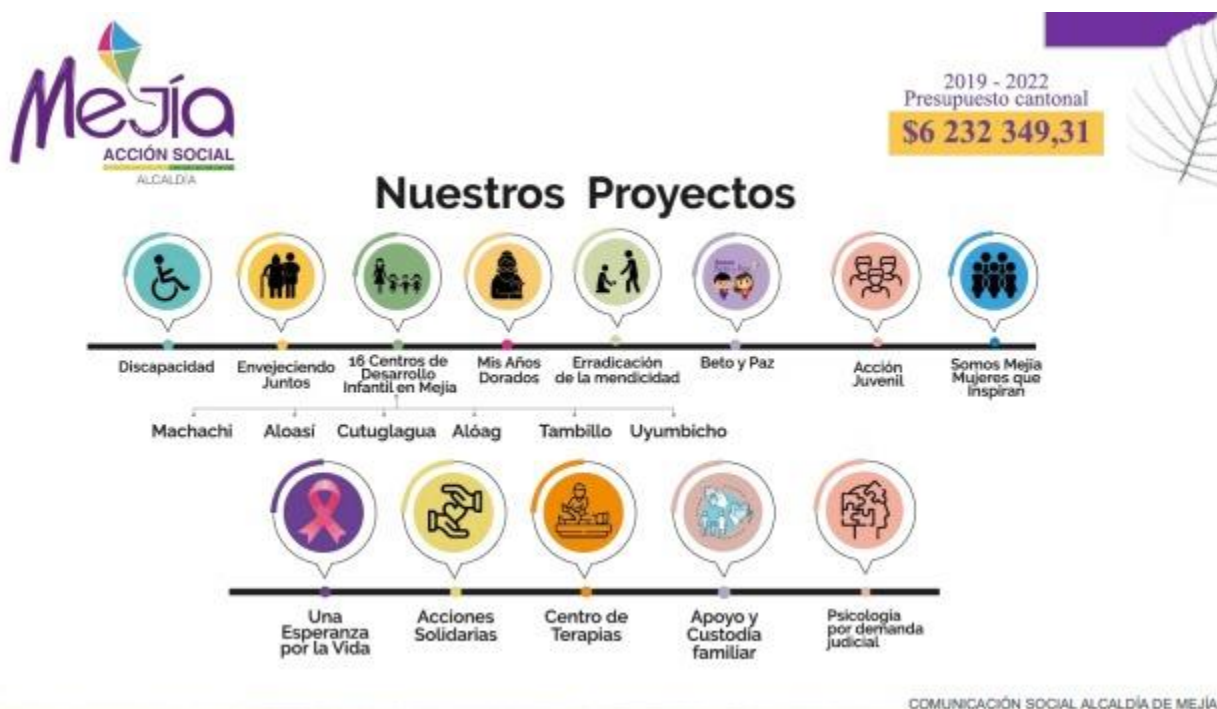 Mejía
ACCIÓN SOCIAL
ALCALDÍA
2019 - 2022
Presupuesto cantonal
$6 232 349,31
Nuestros Proyectos
Discapacidad
Envejeciendo
Juntos
16 Centros de
Desarrollo
Infantil en Mejia
Mis Años
Dorados
Erradicación
de la mendicidad
Beto y Paz
Acción
Juvenil
Somos Mejía
Mujeres que
Inspiran
Machachi
Aloasí
Cutuglagua
Alóag
Tambillo
Uyumbicho
Una
Esperanza
por la Vida
Acciones
Solidarias
Centro de
Terapias
Apoyo y
Custodia
familiar
Psicología
por demanda
judicial
COMUNICACIÓN SOCIAL ALCALDÍA DE MEJÍA